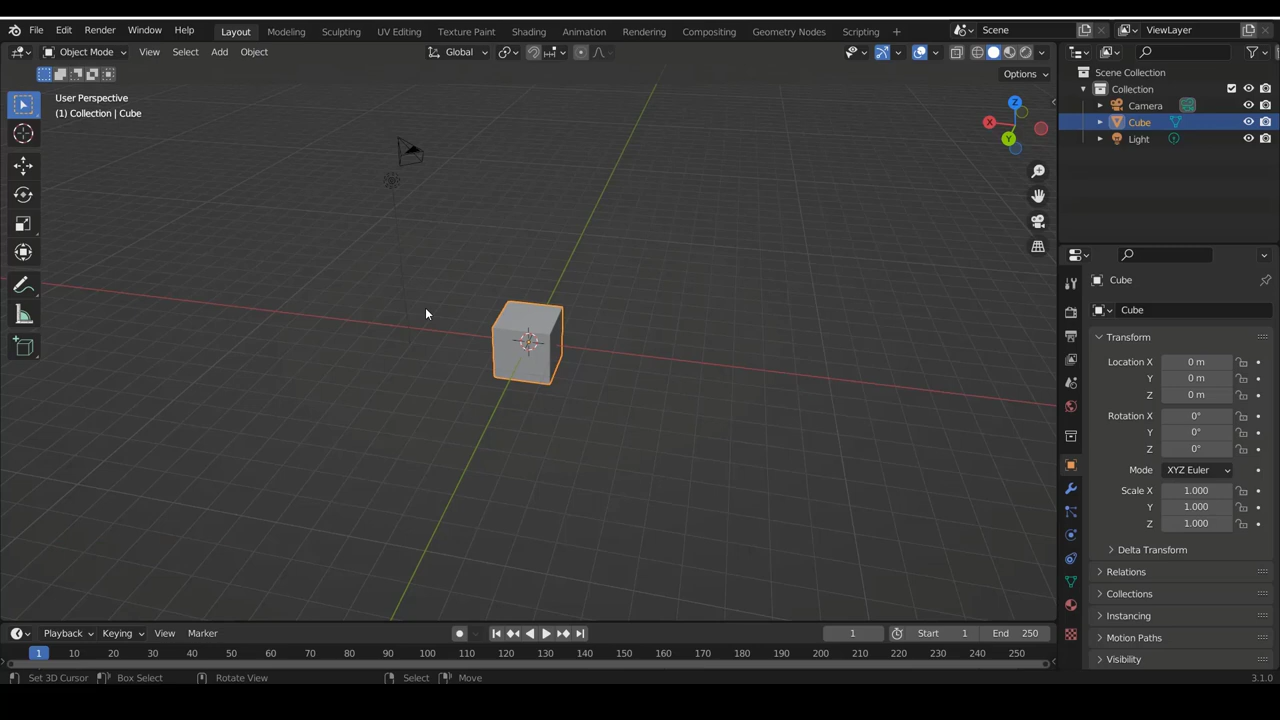 File Edit Render Window Help Layout Modeling Sculpting UV Editing Texture Paint Shading Animation Rendering Compositing Geometry Nodes Scripting + Scene ViewLayer
Object Mode View Select Add Object Global
Options
User Perspective
(1) Collection | Cube
Z
X
Y
Scene Collection
Collection
Camera
Cube
Light
Cube
Cube
Transform
Location X 0 m
Y 0 m
Z 0 m
Rotation X 0°
Y 0°
Z 0°
Mode XYZ Euler
Scale X 1.000
Y 1.000
Z 1.000
Delta Transform
Relations
Collections
Instancing
Motion Paths
Visibility
Playback Keying View Marker 1 Start 1 End 250
1 10 20 30 40 50 60 70 80 90 100 110 120 130 140 150 160 170 180 190 200 210 220 230 240 250
Set 3D Cursor Box Select Rotate View Select Move 3.1.0